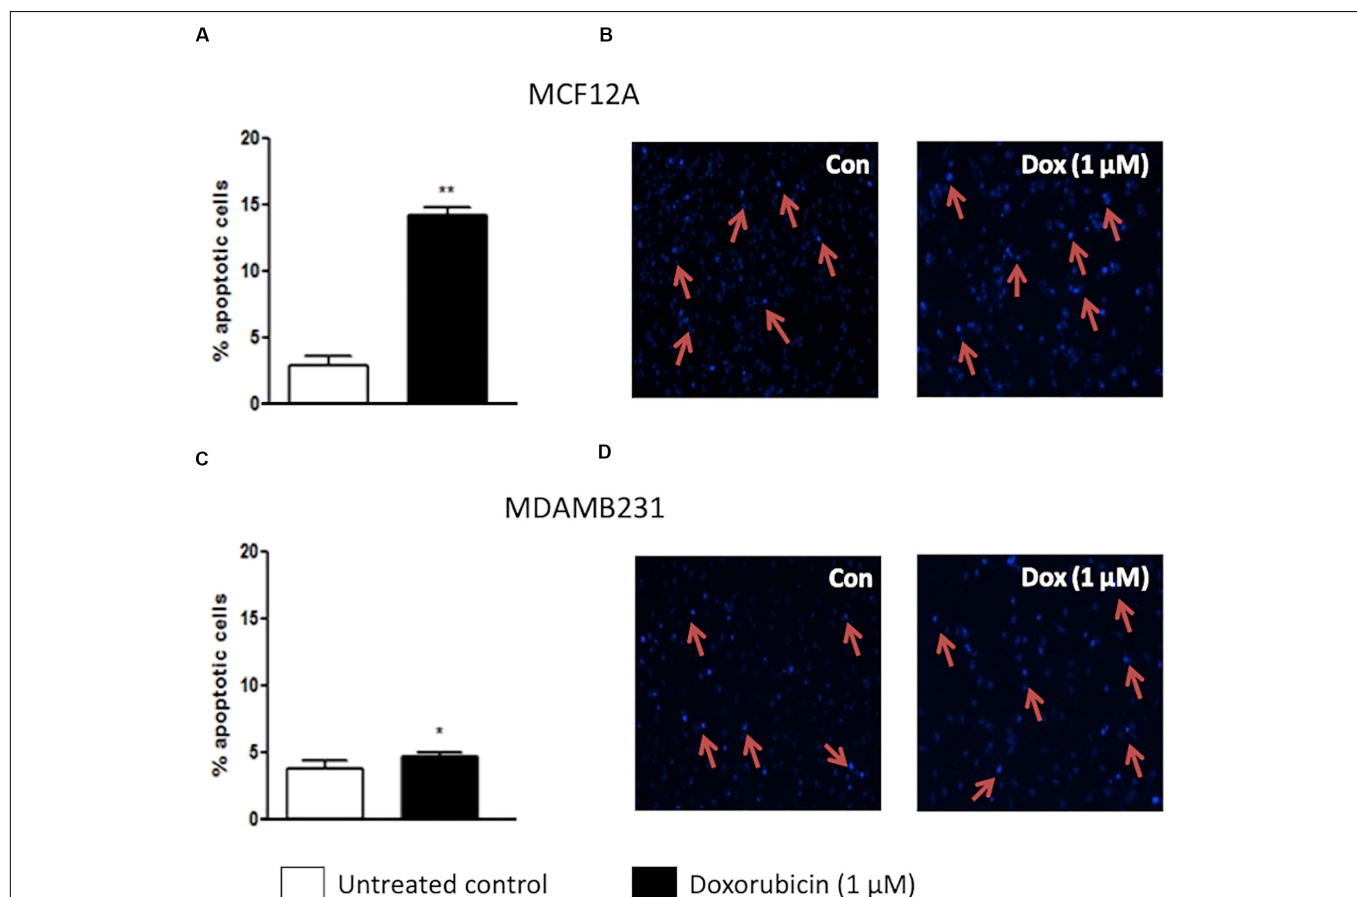 A
B
MCF12A
% apoptotic cells
20
15
10
5
0
**
Con
Dox (1 µM)
C
D
MDAMB231
% apoptotic cells
20
15
10
5
0
*
Con
Dox (1 µM)
Untreated control
Doxorubicin (1 µM)